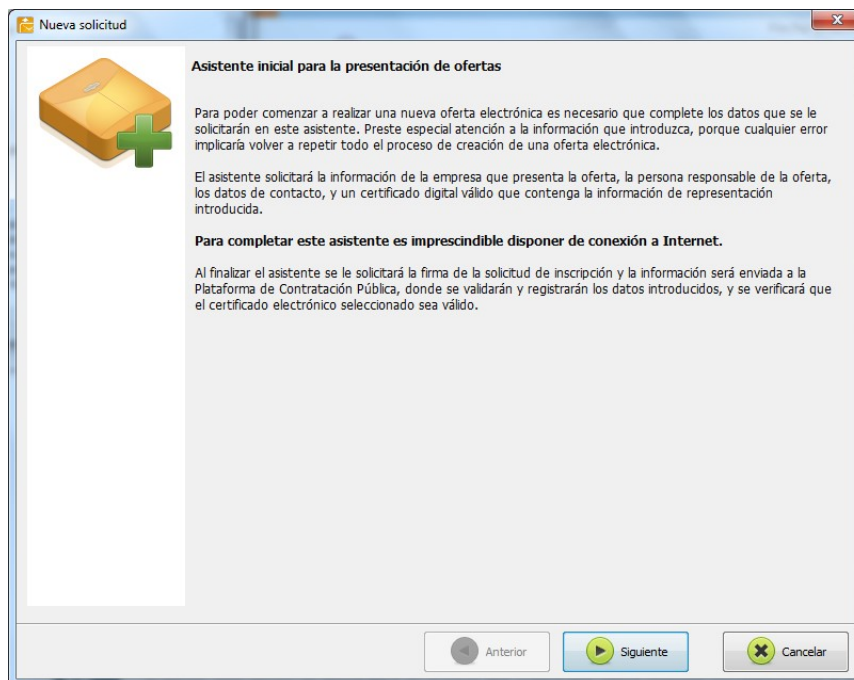 Nueva solicitud
Asistente inicial para la presentación de ofertas
Para poder comenzar a realizar una nueva oferta electrónica es necesario que complete los datos que se le
solicitarán en este asistente. Preste especial atención a la información que introduzca, porque cualquier error
implicaría volver a repetir todo el proceso de creación de una oferta electrónica.
El asistente solicitará la información de la empresa que presenta la oferta, la persona responsable de la oferta,
los datos de contacto, y un certificado digital válido que contenga la información de representación
introducida.
Para completar este asistente es imprescindible disponer de conexión a Internet.
Al finalizar el asistente se le solicitará la firma de la solicitud de inscripción y la información será enviada a la
Plataforma de Contratación Pública, donde se validarán y registrarán los datos introducidos, y se verificará que
el certificado electrónico seleccionado sea válido.
Anterior Siguiente Cancelar